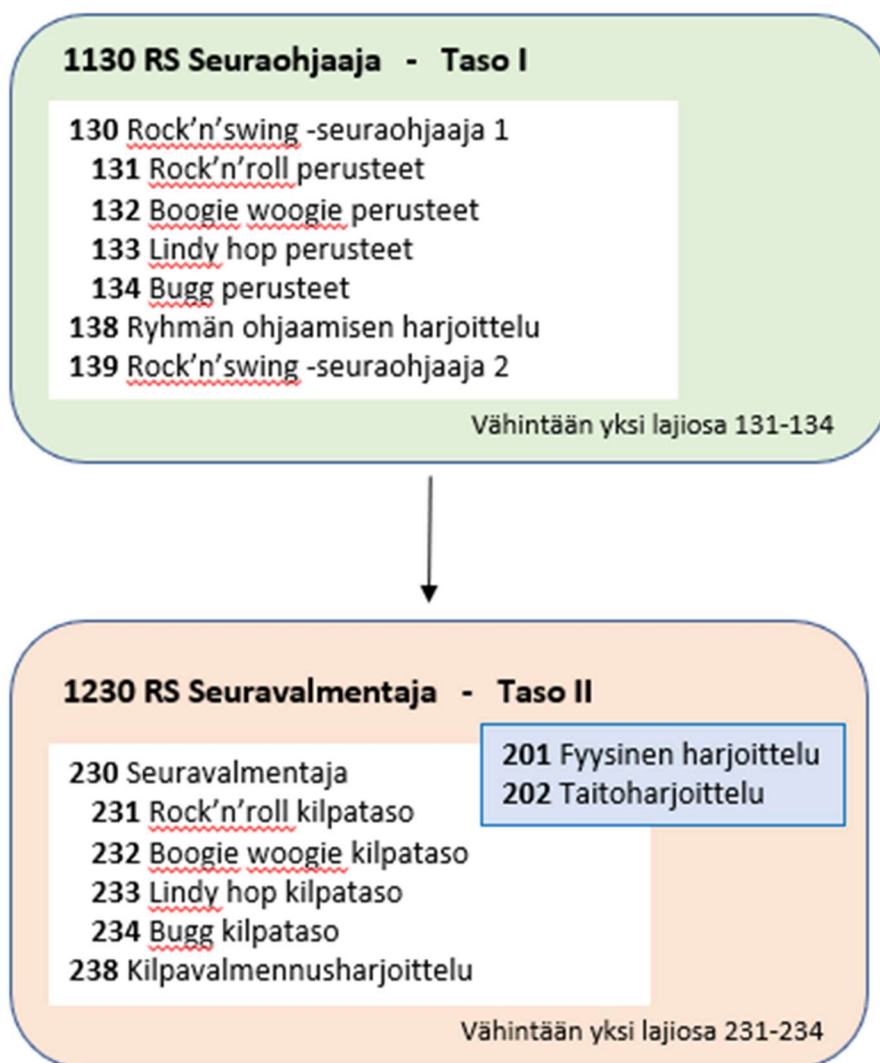 1130 RS Seuraohjaaja - Taso I
130 Rock'n'swing -seuraohjaaja 1
131 Rock'n'roll perusteet
132 Boogie woogie perusteet
133 Lindy hop perusteet
134 Bugg perusteet
138 Ryhmän ohjaamisen harjoittelu
139 Rock'n'swing -seuraohjaaja 2
Vähintään yksi lajiosa 131-134
1230 RS Seuravalmentaja - Taso II
201 Fyysinen harjoittelu
202 Taitoharjoittelu
230 Seuravalmentaja
231 Rock'n'roll kilpataso
232 Boogie woogie kilpataso
233 Lindy hop kilpataso
234 Bugg kilpataso
238 Kilpavalmennusharjoittelu
Vähintään yksi lajiosa 231-234